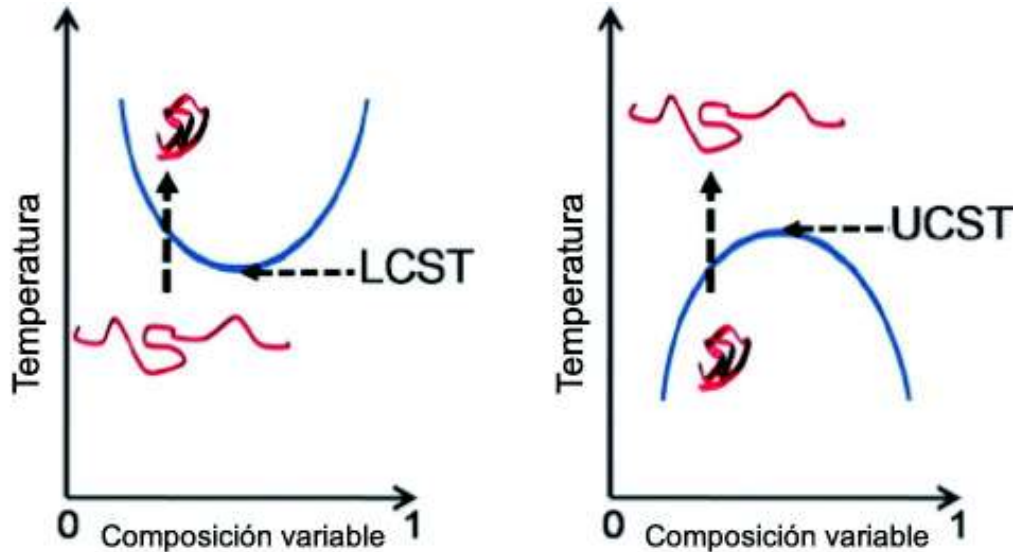 Temperatura
LCST
0
Composición variable
1
Temperatura
UCST
0
Composición variable
1